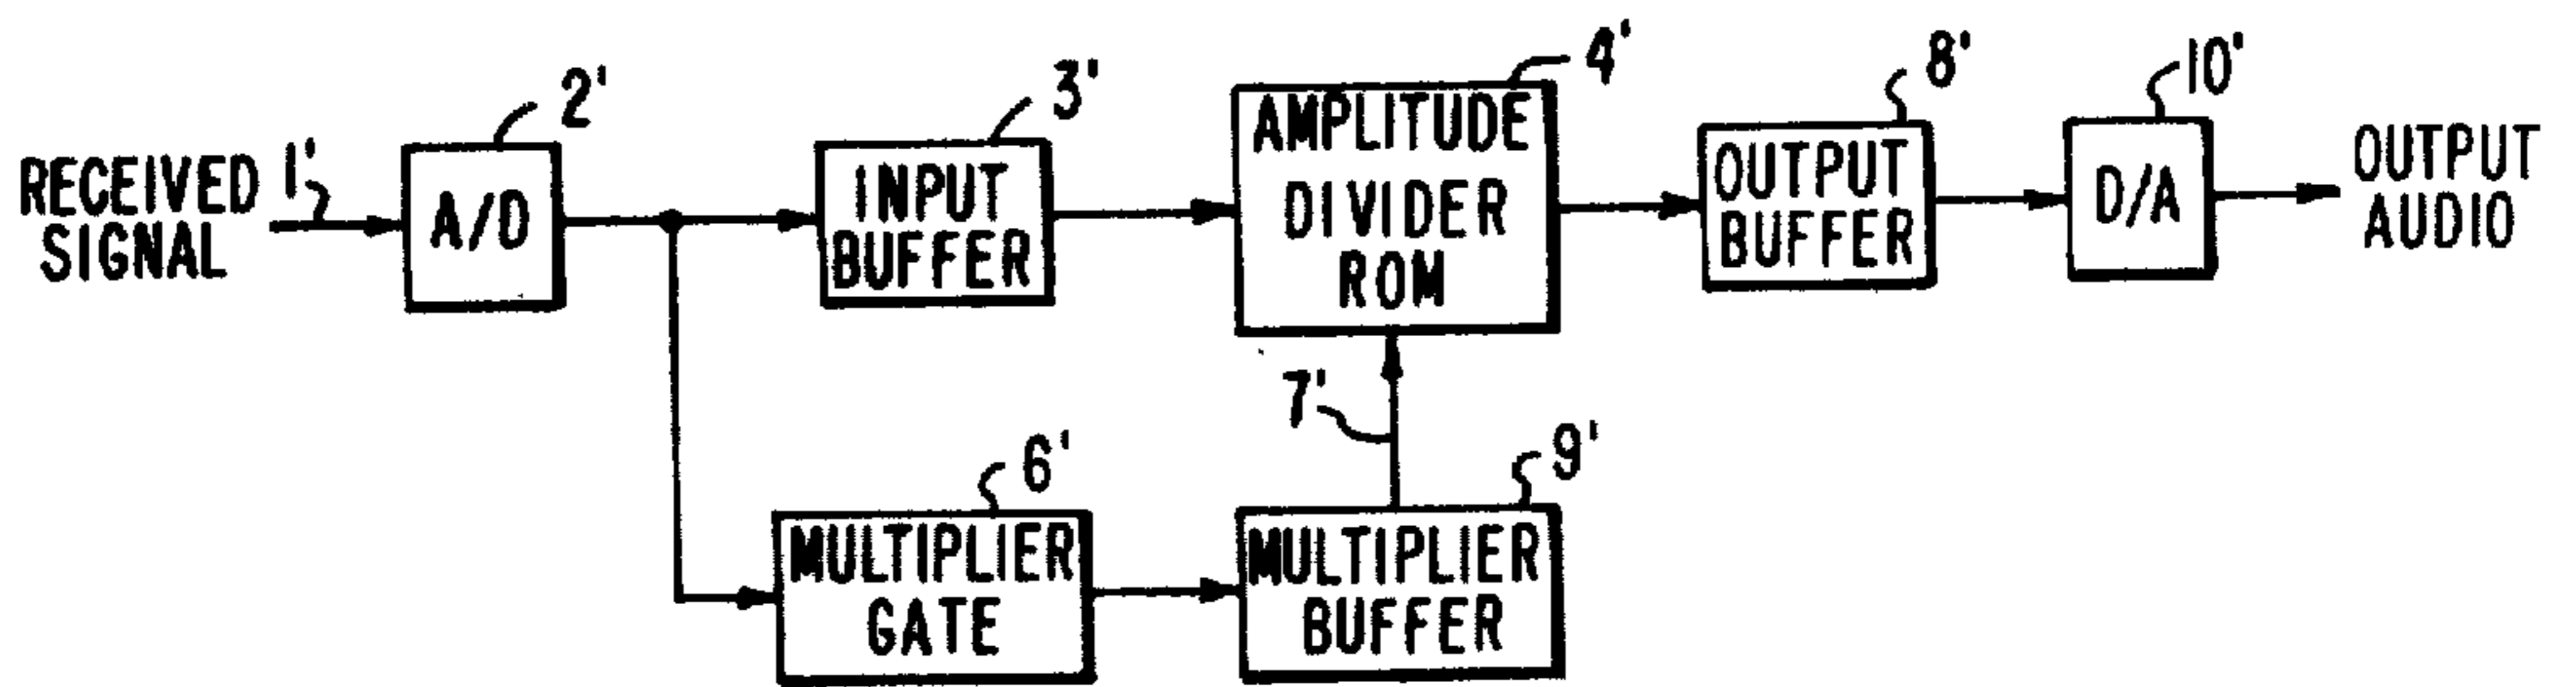 RECEIVED
SIGNAL
1'
2'
A/D
3'
INPUT
BUFFER
4'
AMPLITUDE
DIVIDER
ROM
8'
OUTPUT
BUFFER
10'
D/A
OUTPUT
AUDIO
6'
MULTIPLIER
GATE
7'
9'
MULTIPLIER
BUFFER